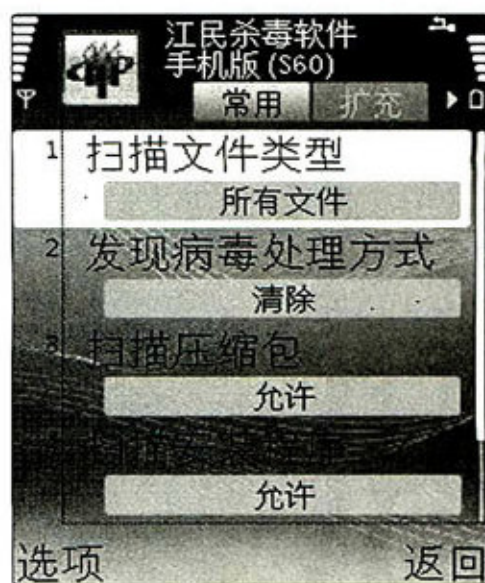 江民杀毒软件
手机版 (S60)
常用 扩充
1 扫描文件类型
所有文件
2 发现病毒处理方式
清除
3 扫描压缩包
允许
允许
选项 返回